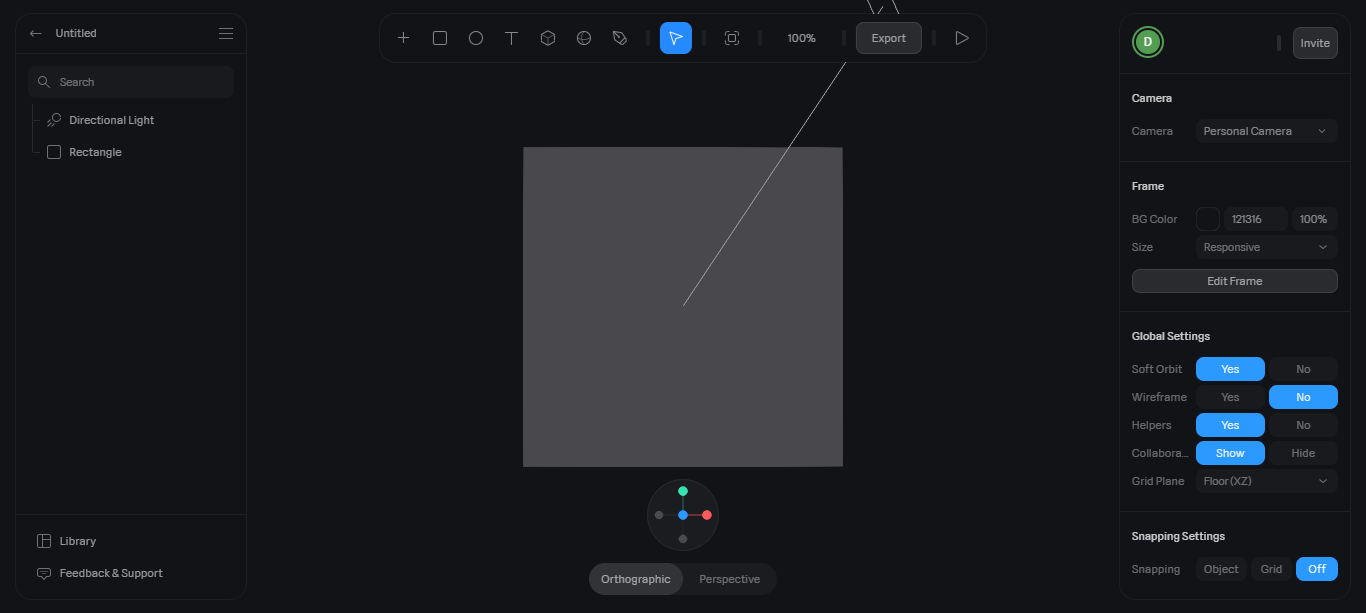 Untitled
100%
Export
D
Invite
Search
Directional Light
Rectangle
Library
Feedback & Support
Orthographic
Perspective
Camera
Camera
Personal Camera
Frame
BG Color
121316
100%
Size
Responsive
Edit Frame
Global Settings
Soft Orbit
Yes
No
Wireframe
Yes
No
Helpers
Yes
No
Collabora...
Show
Hide
Grid Plane
Floor (XZ)
Snapping Settings
Snapping
Object
Grid
Off